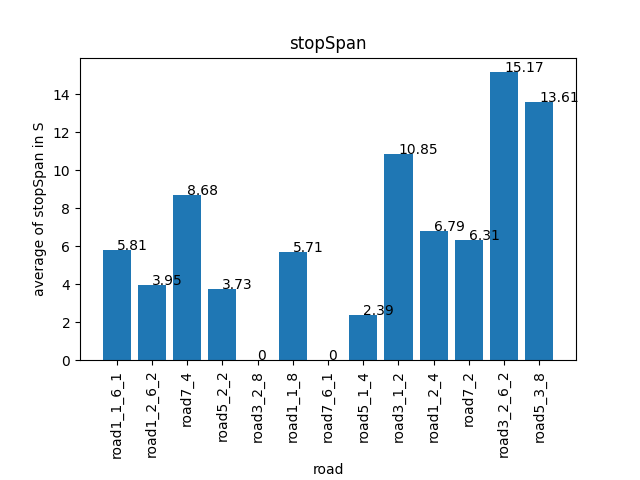 stopSpan
average of stopSpan in S
14
12
10
8
6
4
2
0
5.81
3.95
8.68
3.73
0
5.71
0
2.39
10.85
6.79
6.31
15.17
13.61
road1_1_6_1
road1_2_6_2
road7_4
road5_2_2
road3_2_8
road1_1_8
road7_6_1
road5_1_4
road3_1_2
road1_2_4
road7_2
road3_2_6_2
road5_3_8
road